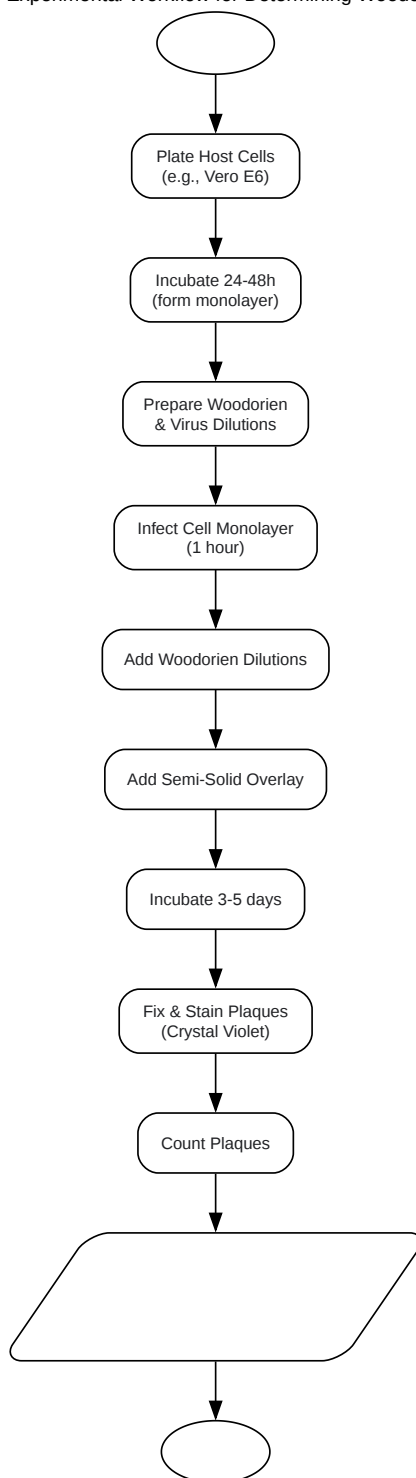 Plate Host Cells
(e.g., Vero E6)
Incubate 24-48h
(form monolayer)
Prepare Woodorien
& Virus Dilutions
Infect Cell Monolayer
(1 hour)
Add Woodorien Dilutions
Add Semi-Solid Overlay
Incubate 3-5 days
Fix & Stain Plaques
(Crystal Violet)
Count Plaques